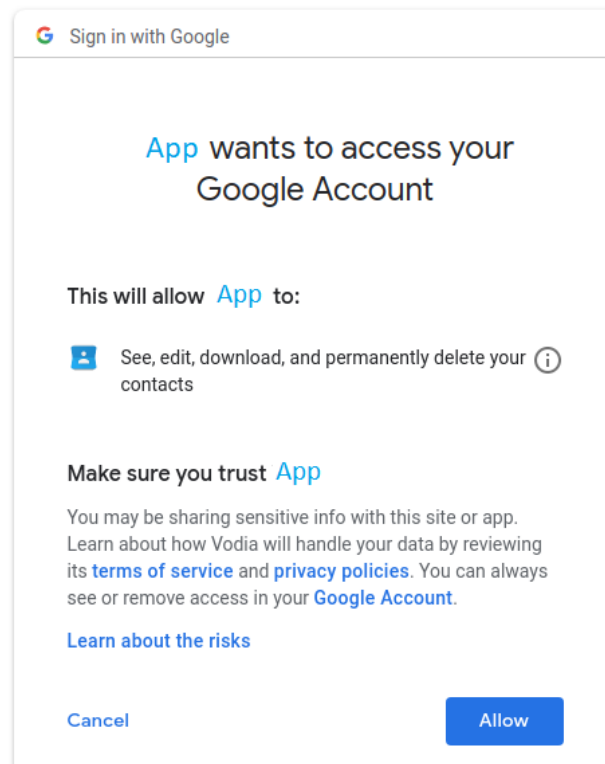 Sign in with Google
App wants to access your
Google Account
This will allow App to:
See, edit, download, and permanently delete your
contacts
Make sure you trust App
You may be sharing sensitive info with this site or app.
Learn about how Vodia will handle your data by reviewing
its terms of service and privacy policies. You can always
see or remove access in your Google Account.
Learn about the risks
Cancel Allow